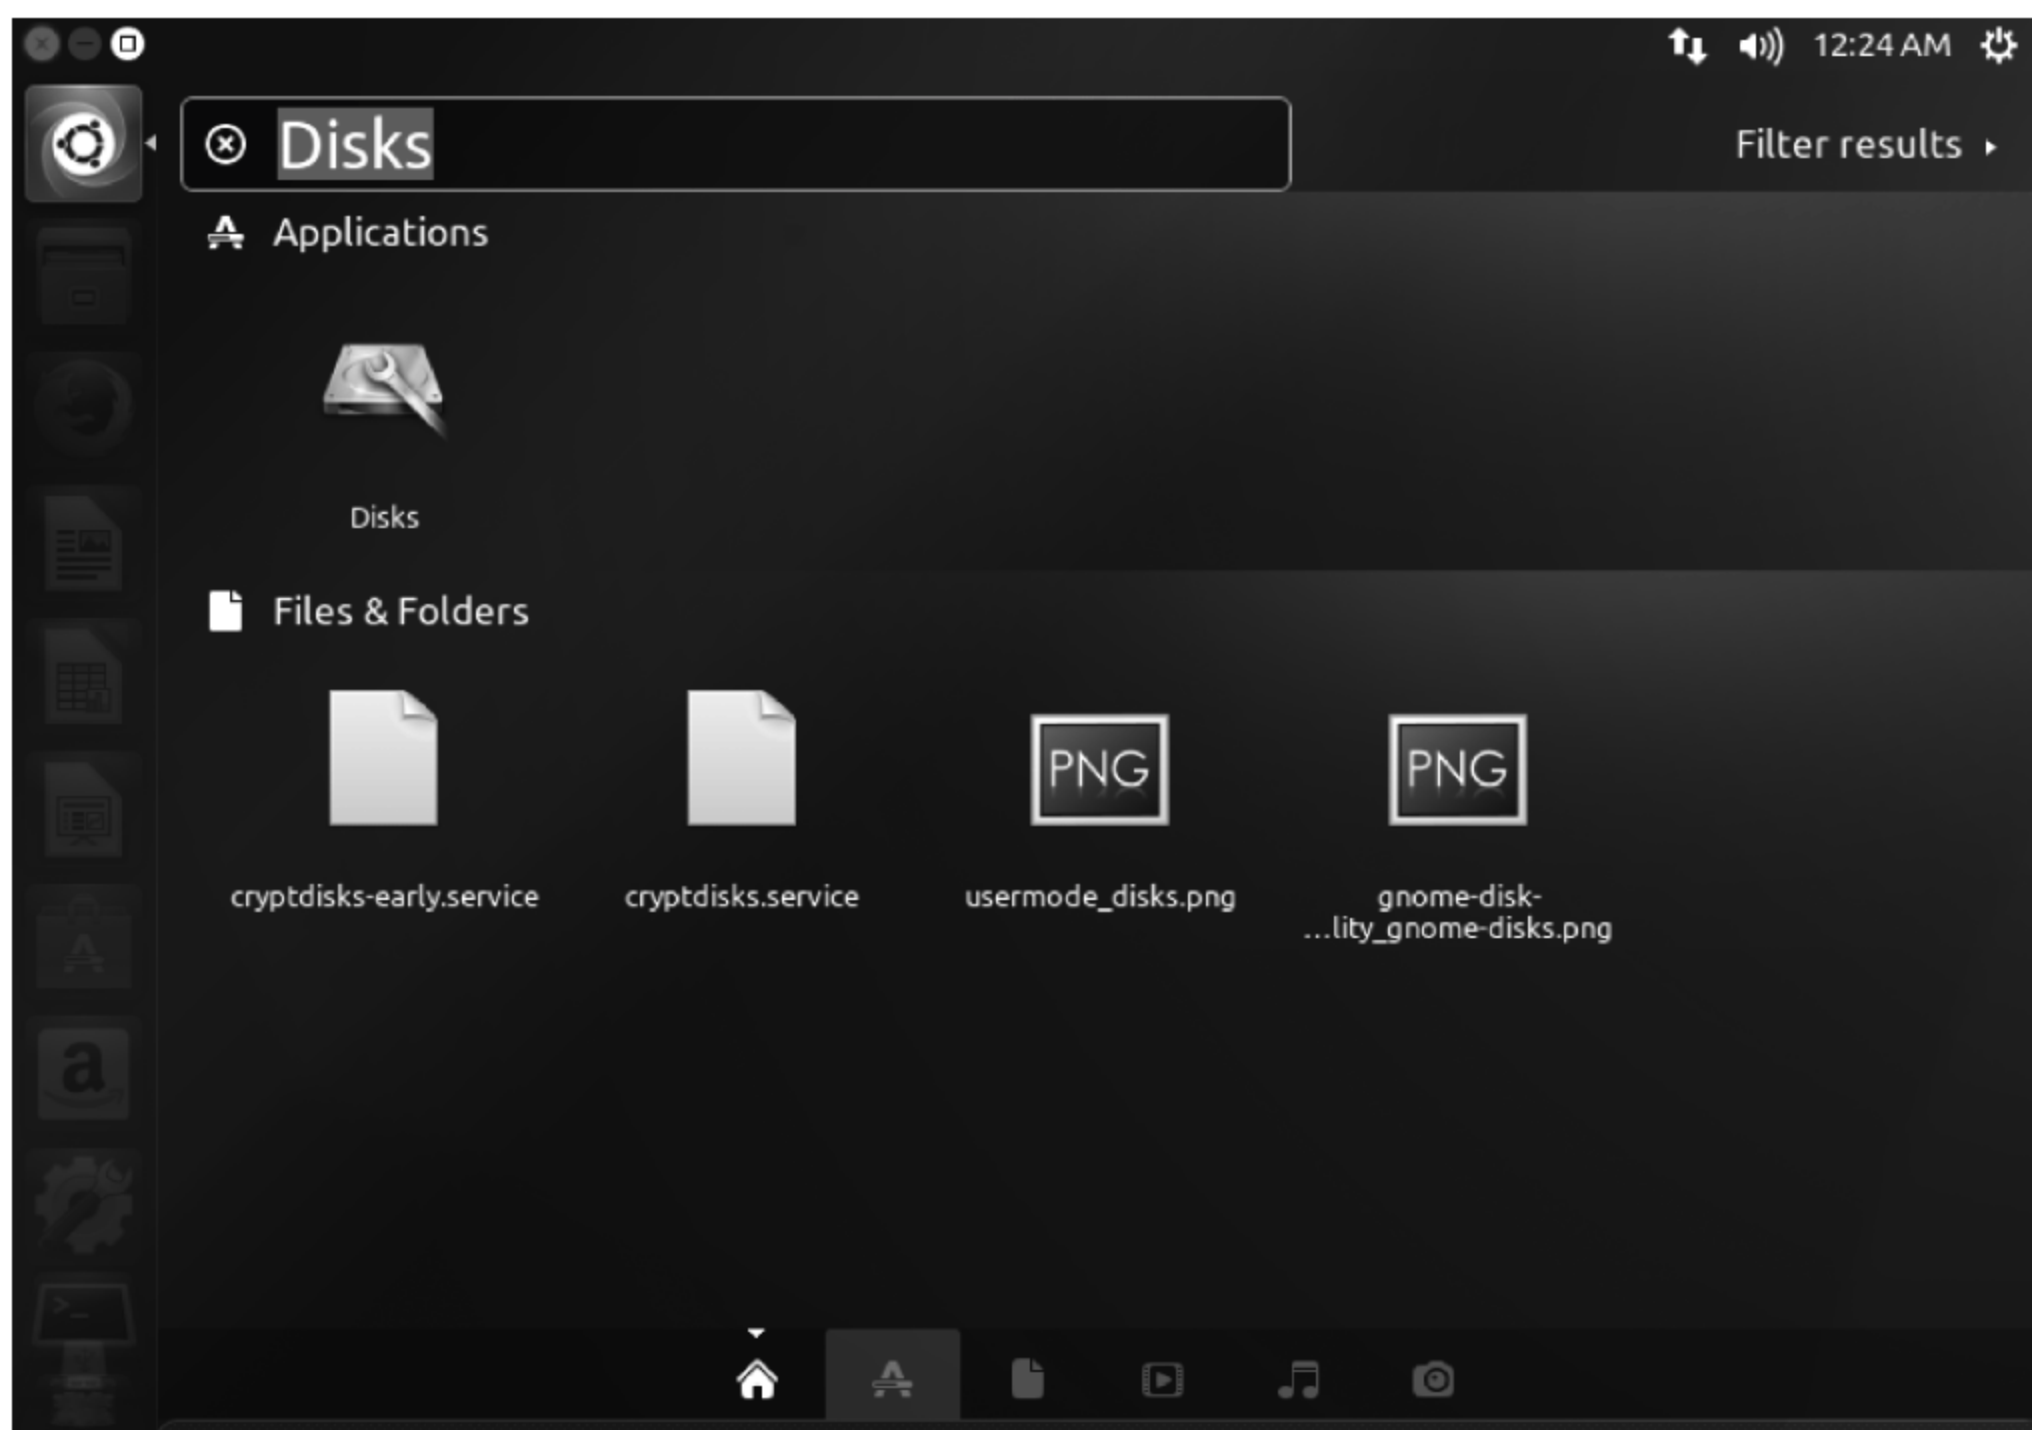 12:24 AM
Disks
Filter results
Applications
Disks
Files & Folders
PNG
PNG
cryptdisks-early.service
cryptdisks.service
usermode_disks.png
gnome-disk-
...lity_gnome-disks.png
a
>_